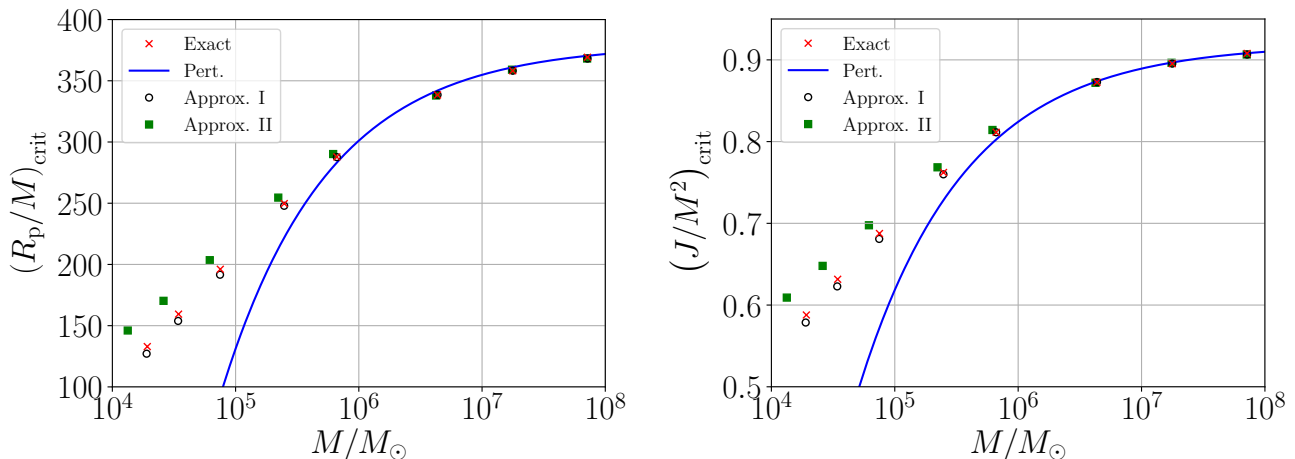 400
350
300
250
200
150
100
(R_p/M)_crit
Exact
Pert.
Approx. I
Approx. II
10^4 10^5 10^6 10^7 10^8
M/M_⊙
0.9
0.8
0.7
0.6
0.5
(J/M^2)_crit
Exact
Pert.
Approx. I
Approx. II
10^4 10^5 10^6 10^7 10^8
M/M_⊙